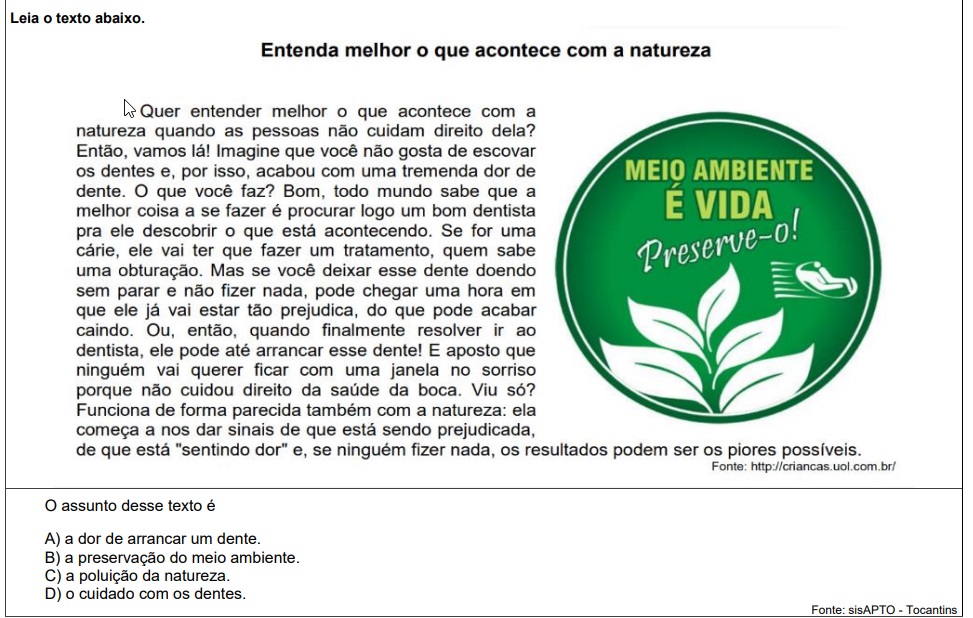 Leia o texto abaixo.
Entenda melhor o que acontece com a natureza
Quer entender melhor o que acontece com a
natureza quando as pessoas não cuidam direito dela?
Então, vamos lá! Imagine que você não gosta de escovar
os dentes e, por isso, acabou com uma tremenda dor de
dente. O que você faz? Bom, todo mundo sabe que a
melhor coisa a se fazer é procurar logo um bom dentista
pra ele descobrir o que está acontecendo. Se for uma
cárie, ele vai ter que fazer um tratamento, quem sabe
uma obturação. Mas se você deixar esse dente doendo
sem parar e não fizer nada, pode chegar uma hora em
que ele já vai estar tão prejudica, do que pode acabar
caindo. Ou, então, quando finalmente resolver ir ao
dentista, ele pode até arrancar esse dente! E aposto que
ninguém vai querer ficar com uma janela no sorriso
porque não cuidou direito da saúde da boca. Viu só?
Funciona de forma parecida também com a natureza: ela
começa a nos dar sinais de que está sendo prejudicada,
de que está "sentindo dor" e, se ninguém fizer nada, os resultados podem ser os piores possíveis.
MEIO AMBIENTE
É VIDA
Preserve-o!
Fonte: http://criancas.uol.com.br/
O assunto desse texto é
A) a dor de arrancar um dente.
B) a preservação do meio ambiente.
C) a poluição da natureza.
D) o cuidado com os dentes.
Fonte: sisAPTO - Tocantins